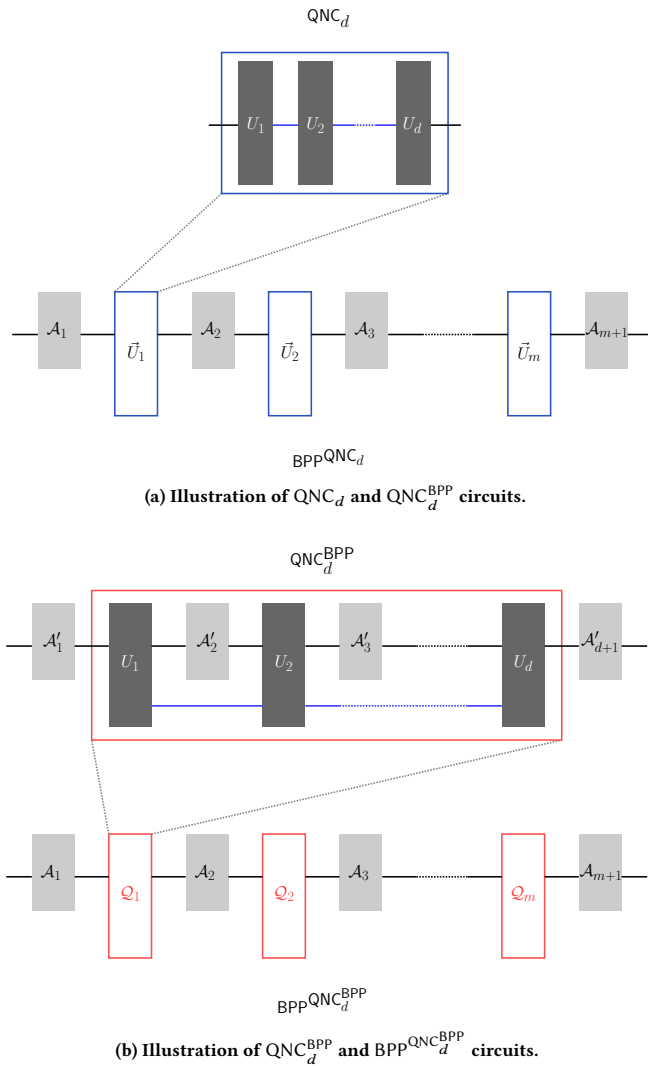 QNC_d
U_1 U_2 U_d
𝒜_1 𝒜_2 𝒜_3 𝒜_{m+1}
U⃗_1 U⃗_2 U⃗_m
BPP^{QNC_d}
(a) Illustration of QNC_d and QNC_d^{BPP} circuits.
QNC_d^{BPP}
𝒜′_1 𝒜′_2 𝒜′_3 𝒜′_{d+1}
U_1 U_2 U_d
𝒜_1 𝒜_2 𝒜_3 𝒜_{m+1}
𝒬_1 𝒬_2 𝒬_m
BPP^{QNC_d^{BPP}}
(b) Illustration of QNC_d^{BPP} and BPP^{QNC_d^{BPP}} circuits.